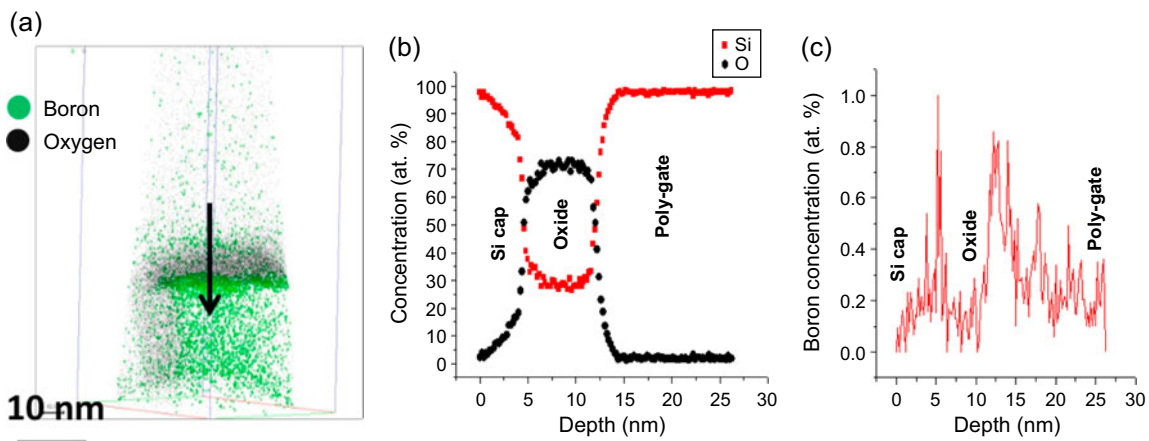 (a)
Boron
Oxygen
10 nm
(b)
Si
O
Concentration (at. %)
100
90
80
70
60
50
40
30
20
10
0
Si cap
Oxide
Poly-gate
0 5 10 15 20 25 30
Depth (nm)
(c)
Boron concentration (at. %)
1.0
0.8
0.6
0.4
0.2
0.0
Si cap
Oxide
Poly-gate
0 5 10 15 20 25 30
Depth (nm)